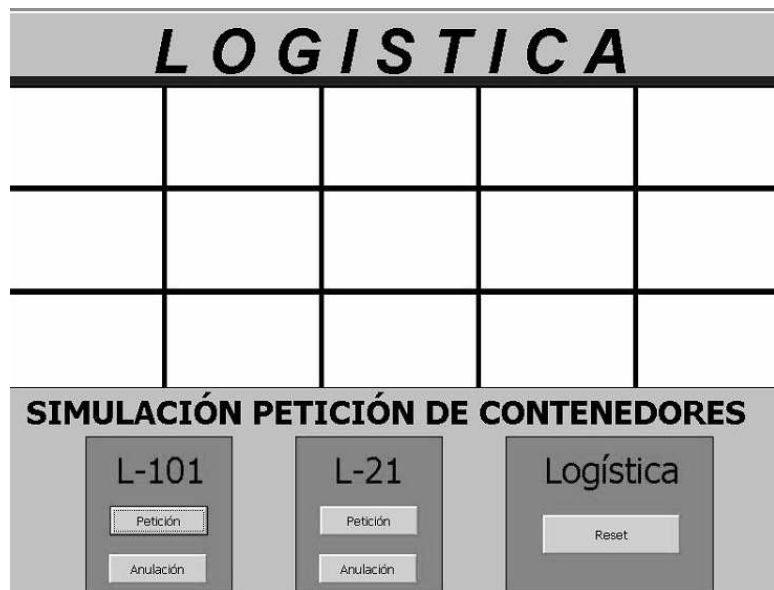 LOGISTICA
SIMULACIÓN PETICIÓN DE CONTENEDORES
L-101
Petición
Anulación
L-21
Petición
Anulación
Logística
Reset